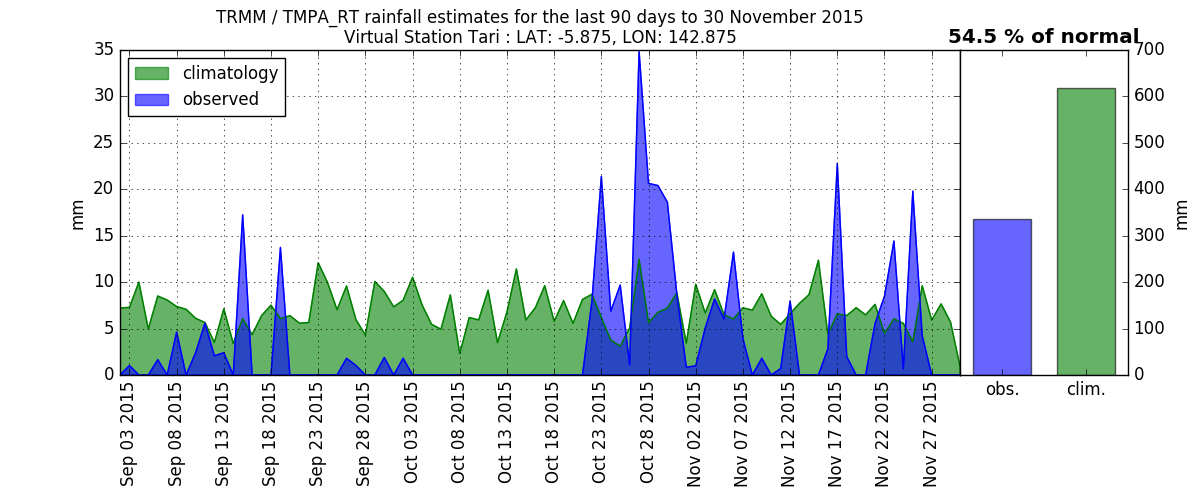 TRMM / TMPA_RT rainfall estimates for the last 90 days to 30 November 2015
Virtual Station Tari : LAT: -5.875, LON: 142.875
54.5 % of normal
climatology
observed
mm
35
30
25
20
15
10
5
0
Sep 03 2015
Sep 08 2015
Sep 13 2015
Sep 18 2015
Sep 23 2015
Sep 28 2015
Oct 03 2015
Oct 08 2015
Oct 13 2015
Oct 18 2015
Oct 23 2015
Oct 28 2015
Nov 02 2015
Nov 07 2015
Nov 12 2015
Nov 17 2015
Nov 22 2015
Nov 27 2015
obs.
clim.
700
600
500
400
300
200
100
0
mm